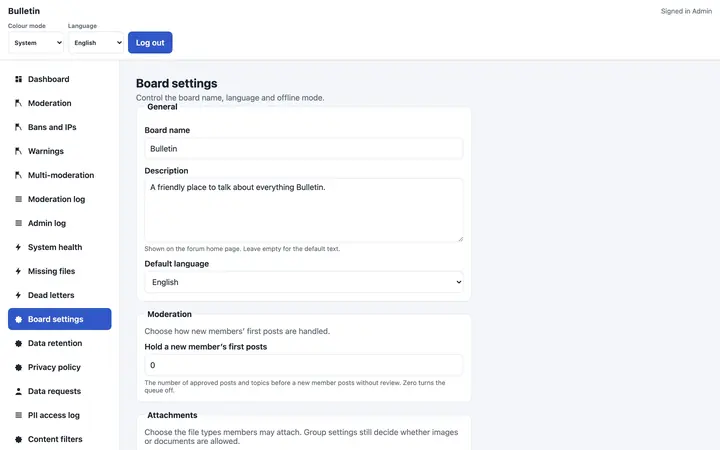 Bulletin
Signed in Admin
Colour mode
Language
System
English
Log out
Dashboard
Moderation
Bans and IPs
Warnings
Multi-moderation
Moderation log
Admin log
System health
Missing files
Dead letters
Board settings
Data retention
Privacy policy
Data requests
PII access log
Content filters
Board settings
Control the board name, language and offline mode.
General
Board name
Bulletin
Description
A friendly place to talk about everything Bulletin.
Shown on the forum home page. Leave empty for the default text.
Default language
English
Moderation
Choose how new members' first posts are handled.
Hold a new member's first posts
0
The number of approved posts and topics before a new member posts without review. Zero turns the
queue off.
Attachments
Choose the file types members may attach. Group settings still decide whether images
or documents are allowed.